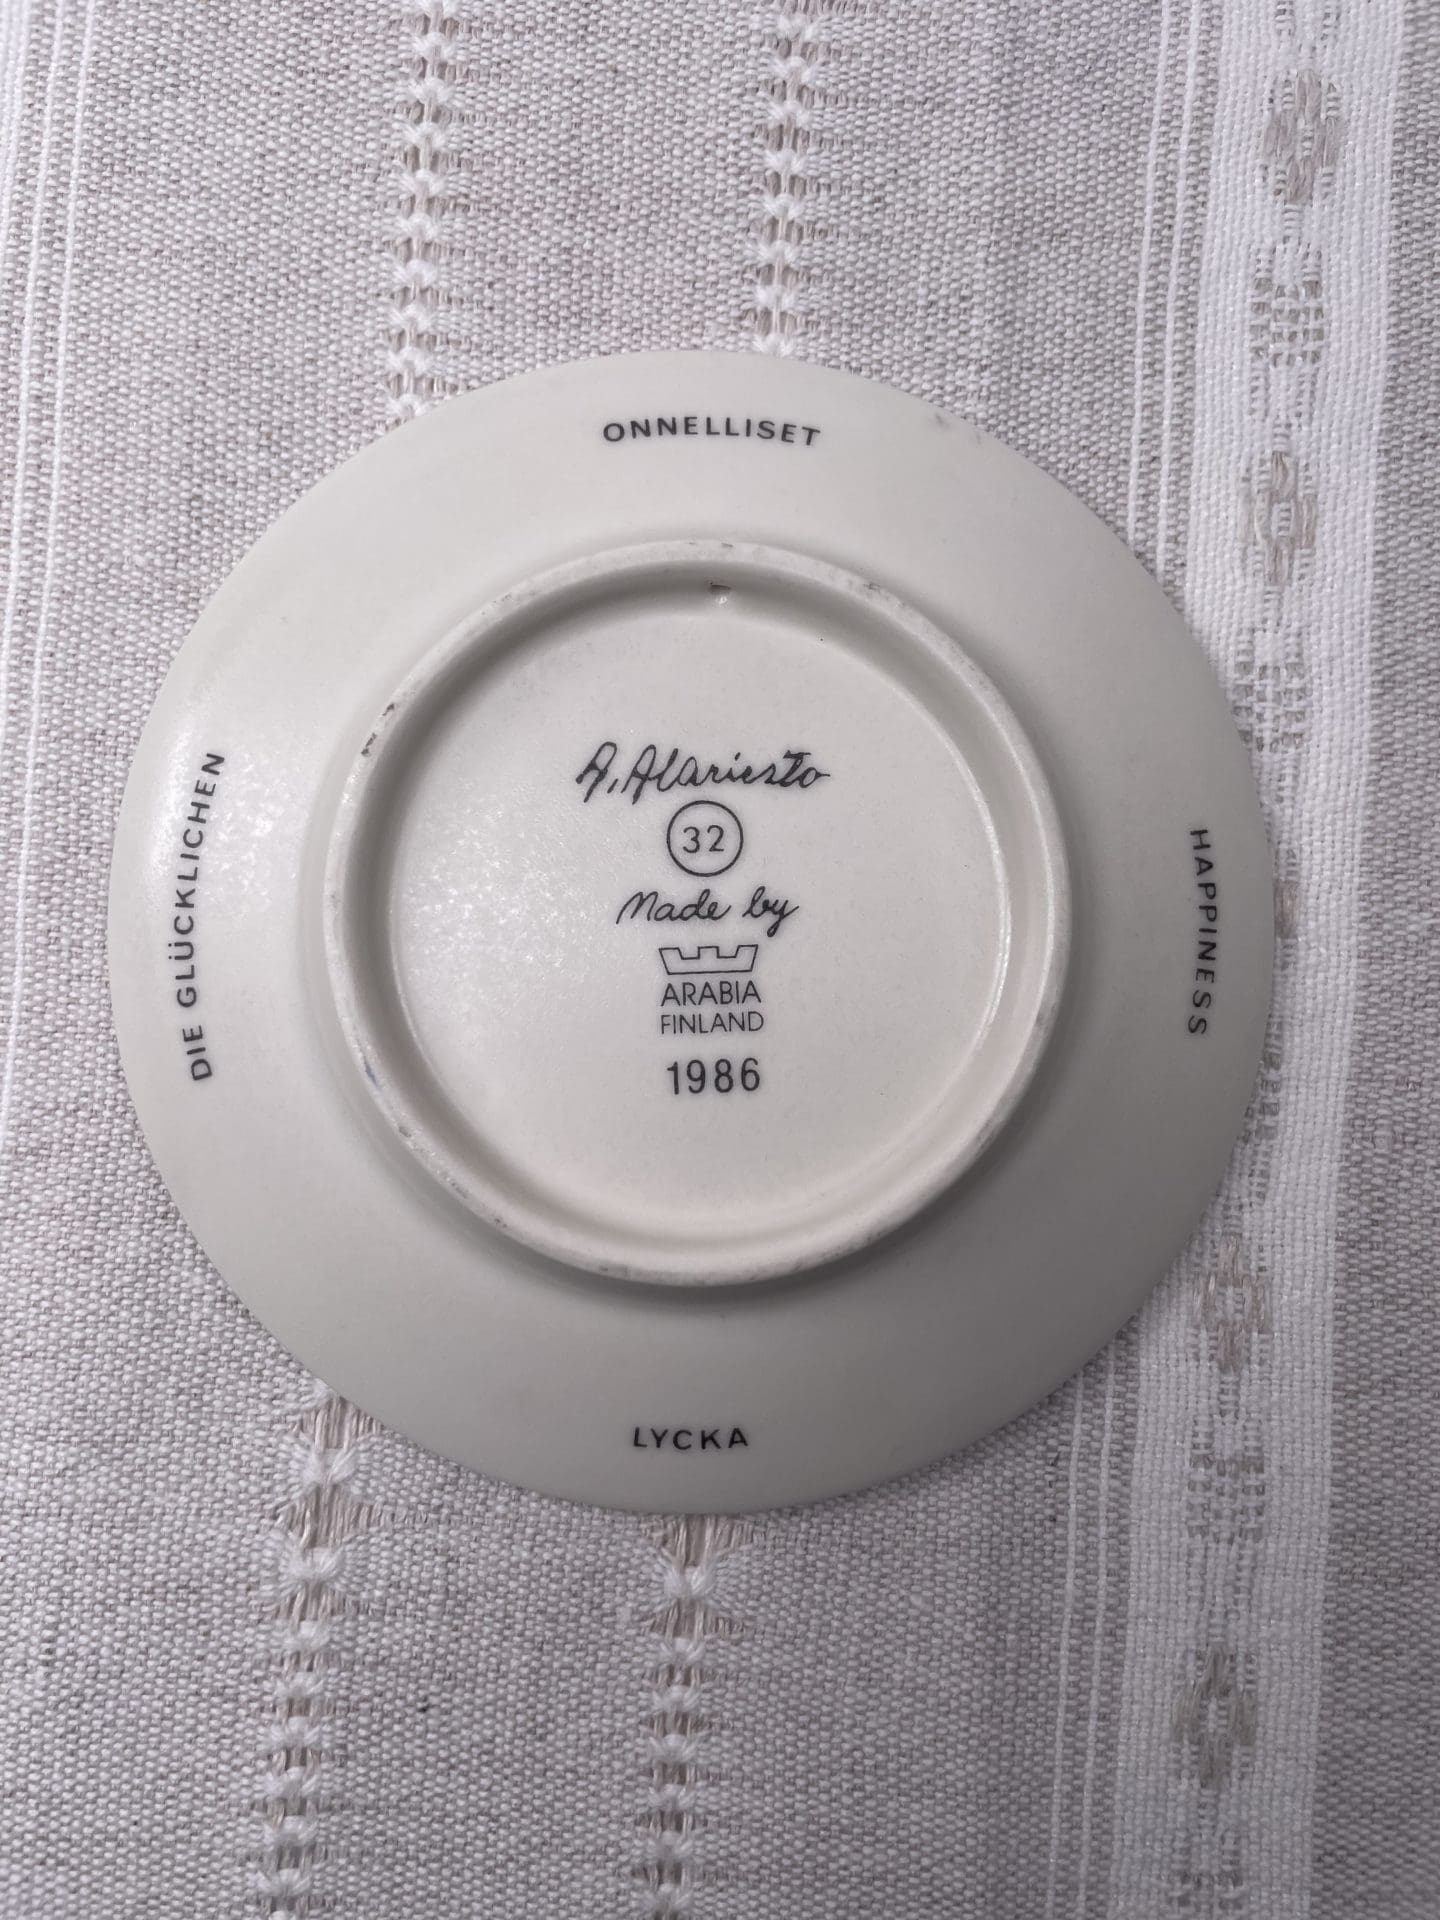 ONNELLISET
DIE GLÜCKLICHEN
HAPPINESS
A. Alariesto
32
Made by
ARABIA
FINLAND
1986
LYCKA